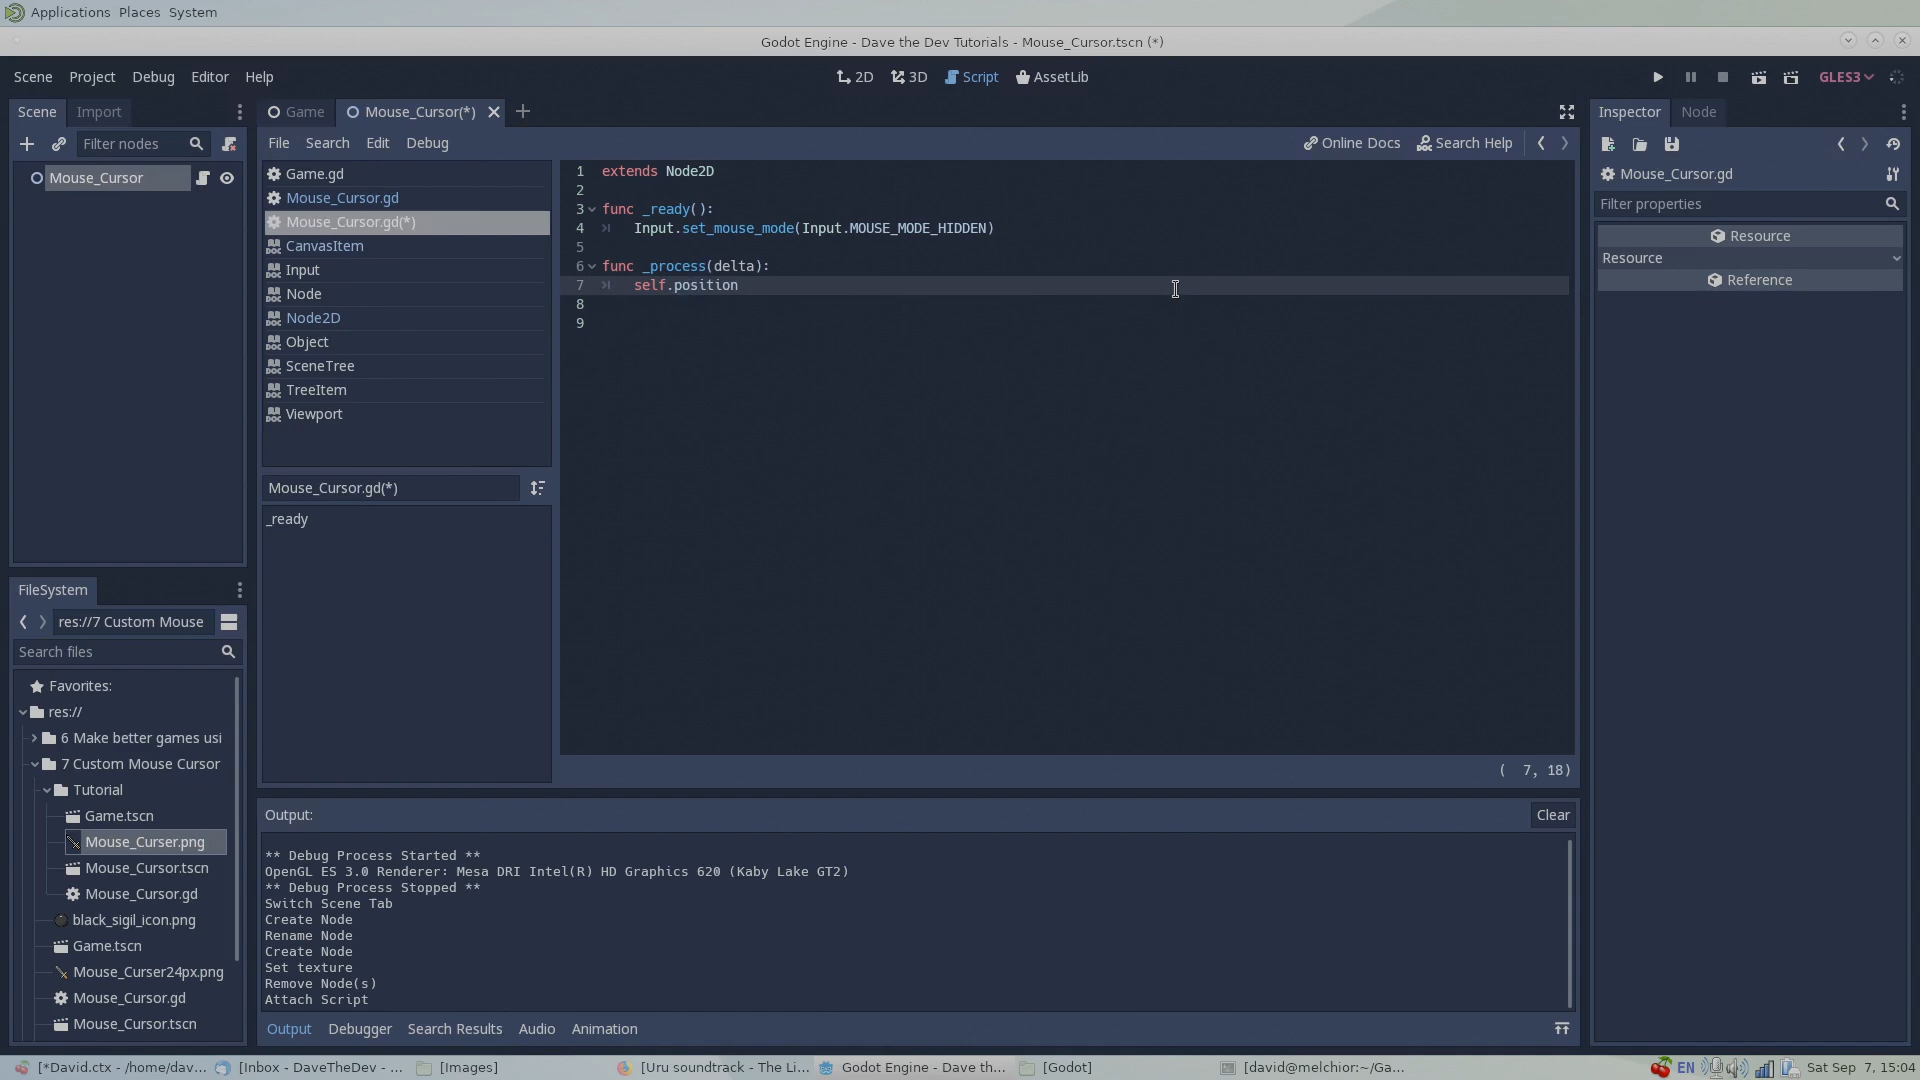 Applications Places System
Godot Engine - Dave the Dev Tutorials - Mouse_Cursor.tscn (*)
Scene Project Debug Editor Help
2D 3D Script AssetLib
GLES3
Scene Import
Game Mouse_Cursor(*)
Inspector Node
Filter nodes
File Search Edit Debug
Online Docs Search Help
Mouse_Cursor
Game.gd
Mouse_Cursor.gd
Mouse_Cursor.gd(*)
CanvasItem
Input
Node
Node2D
Object
SceneTree
TreeItem
Viewport
Mouse_Cursor.gd(*)
_ready
1 extends Node2D
2
3 func _ready():
4 Input.set_mouse_mode(Input.MOUSE_MODE_HIDDEN)
5
6 func _process(delta):
7 self.position
8
9
( 7, 18)
Mouse_Cursor.gd
Filter properties
Resource
Resource
Reference
FileSystem
res://7 Custom Mouse
Search files
Favorites:
res://
6 Make better games usi
7 Custom Mouse Cursor
Tutorial
Game.tscn
Mouse_Curser.png
Mouse_Cursor.tscn
Mouse_Cursor.gd
black_sigil_icon.png
Game.tscn
Mouse_Curser24px.png
Mouse_Cursor.gd
Mouse_Cursor.tscn
Output:
Clear
** Debug Process Started **
OpenGL ES 3.0 Renderer: Mesa DRI Intel(R) HD Graphics 620 (Kaby Lake GT2)
** Debug Process Stopped **
Switch Scene Tab
Create Node
Rename Node
Create Node
Set texture
Remove Node(s)
Attach Script
Output Debugger Search Results Audio Animation
[*David.ctx - /home/dav... [Inbox - DaveTheDev - ... [Images] [Uru soundtrack - The Li... Godot Engine - Dave th... [Godot] [david@melchior:~/Ga... EN Sat Sep 7, 15:04